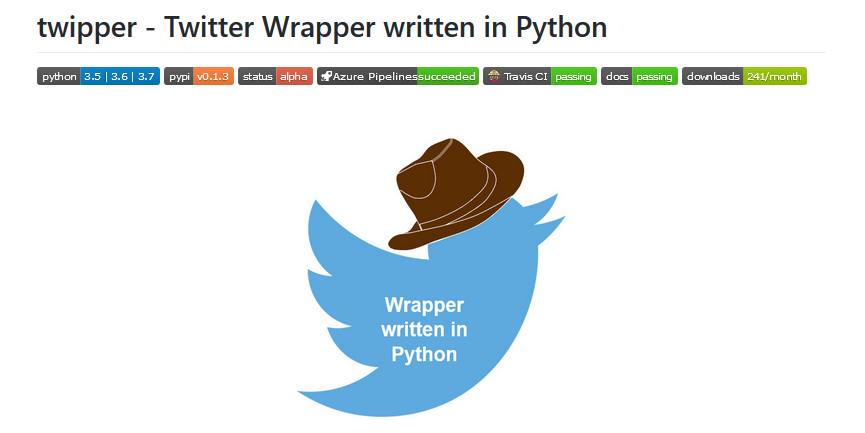 twipper - Twitter Wrapper written in Python
python 3.5 | 3.6 | 3.7 pypi v0.1.3 status alpha Azure Pipelines succeeded Travis CI passing docs passing downloads 241/month
Wrapper
written in
Python